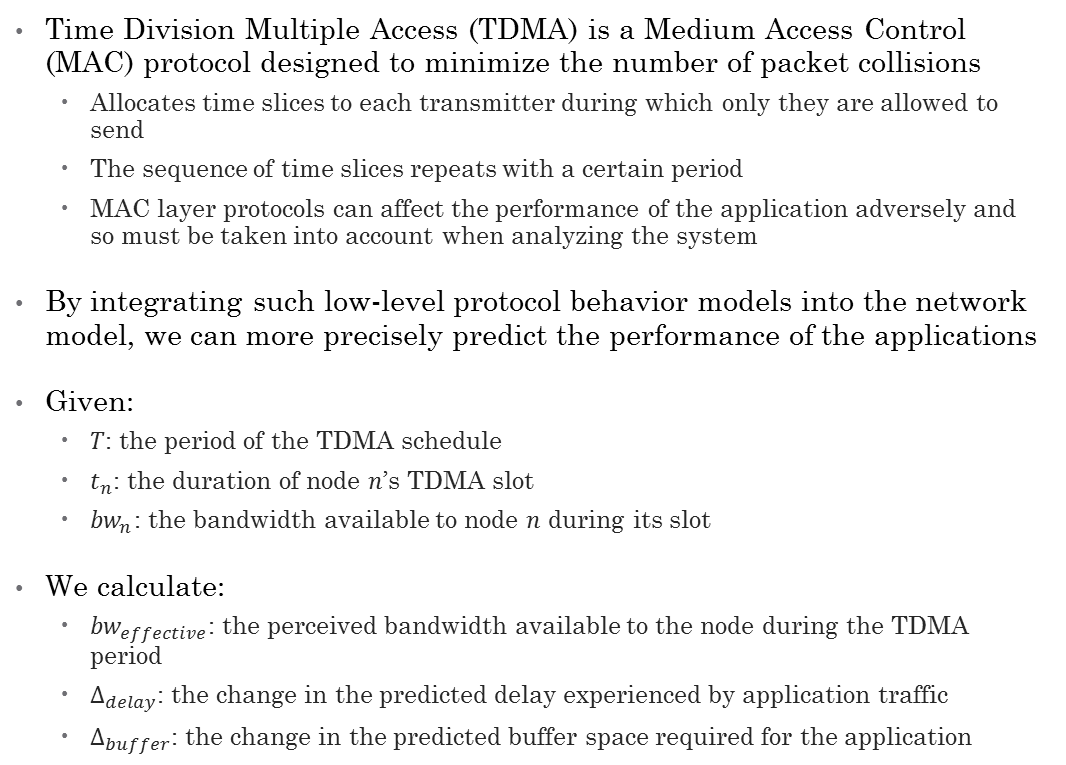 • Time Division Multiple Access (TDMA) is a Medium Access Control
(MAC) protocol designed to minimize the number of packet collisions
• Allocates time slices to each transmitter during which only they are allowed to
send
• The sequence of time slices repeats with a certain period
• MAC layer protocols can affect the performance of the application adversely and
so must be taken into account when analyzing the system
• By integrating such low-level protocol behavior models into the network
model, we can more precisely predict the performance of the applications
• Given:
• T: the period of the TDMA schedule
• tₙ: the duration of node n’s TDMA slot
• bwₙ: the bandwidth available to node n during its slot
• We calculate:
• bw_effective: the perceived bandwidth available to the node during the TDMA
period
• Δ_delay: the change in the predicted delay experienced by application traffic
• Δ_buffer: the change in the predicted buffer space required for the application